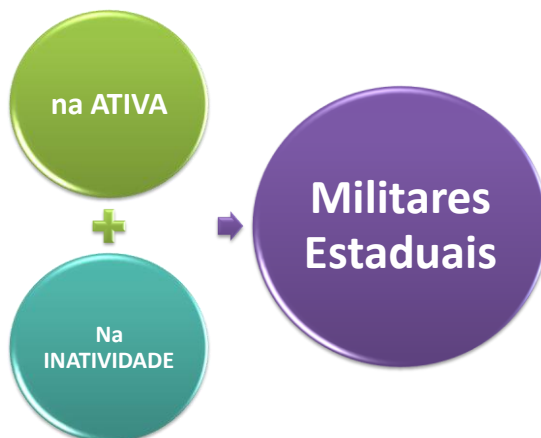 na ATIVA
Na
INATIVIDADE
Militares
Estaduais